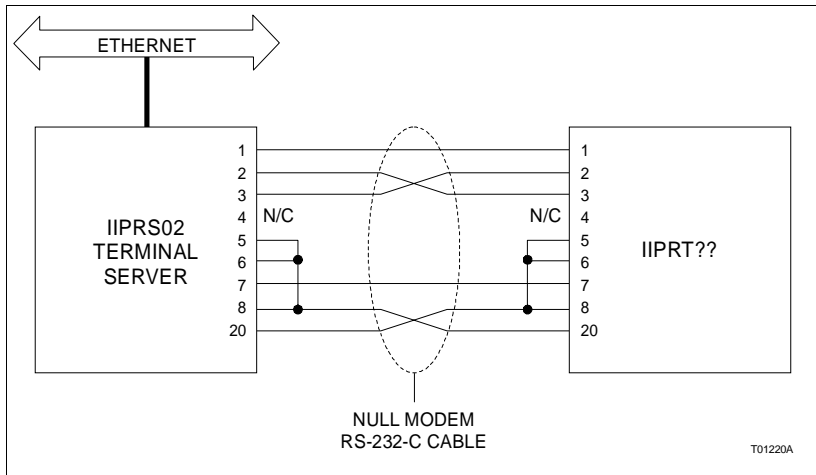 ETHERNET
1
2
3
4
5
6
7
8
20
N/C
IIPRS02
TERMINAL
SERVER
1
2
3
4
5
6
7
8
20
N/C
IIPRT??
NULL MODEM
RS-232-C CABLE
T01220A